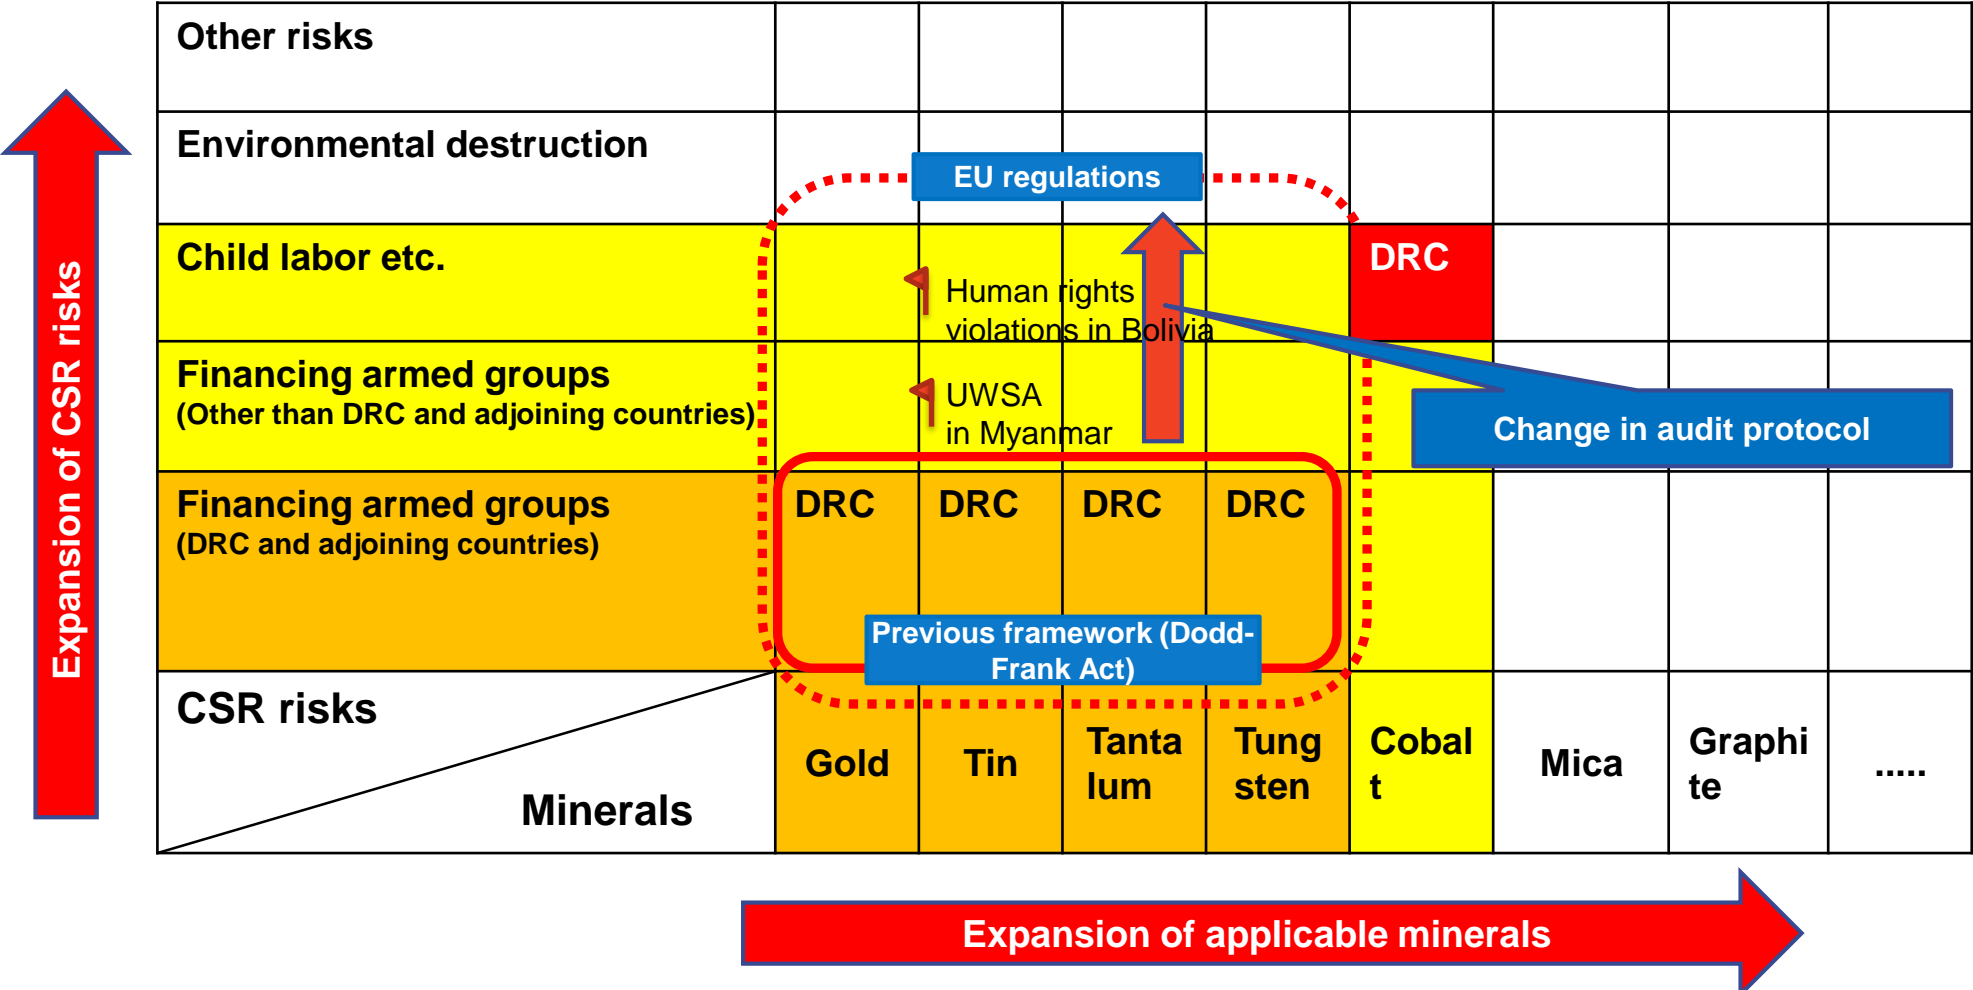 Other risks
Environmental destruction
EU regulations
Child labor etc.
DRC
Human rights
violations in Bolivia
Financing armed groups
(Other than DRC and adjoining countries)
UWSA
in Myanmar
Change in audit protocol
Financing armed groups
(DRC and adjoining countries)
DRC
DRC
DRC
DRC
Previous framework (Dodd-
Frank Act)
CSR risks
Minerals
Gold
Tin
Tanta
lum
Tung
sten
Cobal
t
Mica
Graphi
te
.....
Expansion of CSR risks
Expansion of applicable minerals